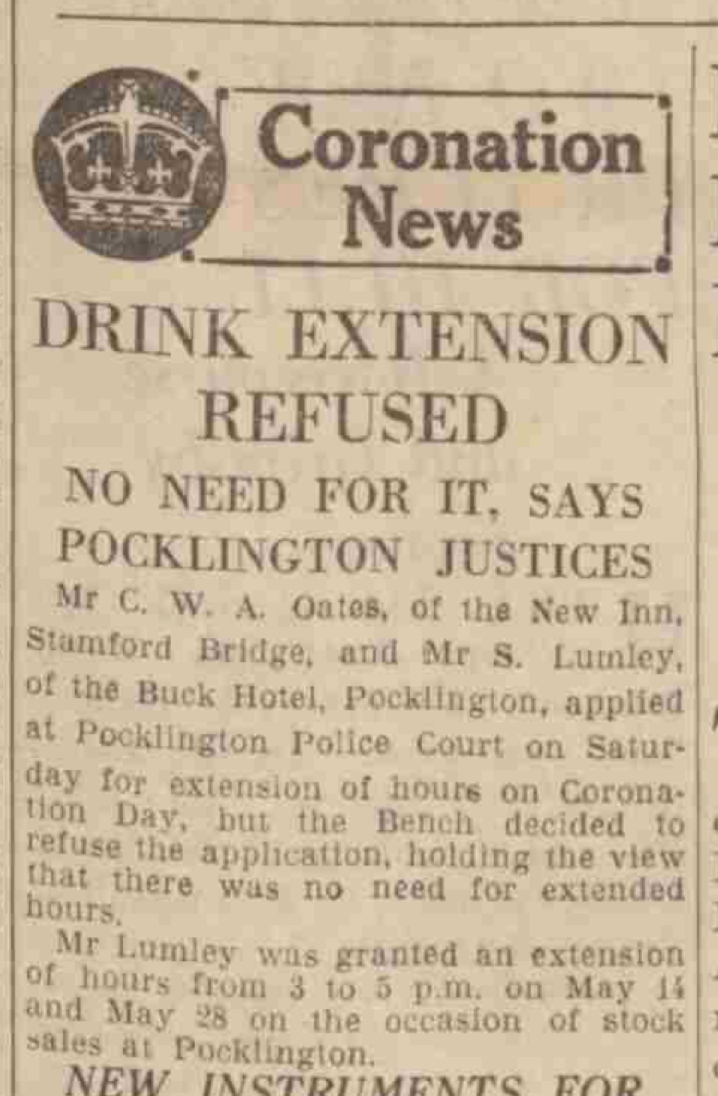 Coronation
News
DRINK EXTENSION
REFUSED
NO NEED FOR IT, SAYS
POCKLINGTON JUSTICES
Mr C. W. A. Oates, of the New Inn,
Stamford Bridge, and Mr S. Lumley,
of the Buck Hotel, Pocklington, applied
at Pocklington Police Court on Satur-
day for extension of hours on Corona-
tion Day, but the Bench decided to
refuse the application, holding the view
that there was no need for extended
hours.
Mr Lumley was granted an extension
of hours from 3 to 5 p.m. on May 14
and May 28 on the occasion of stock
sales at Pocklington.
NEW INSTRUMENTS FOR